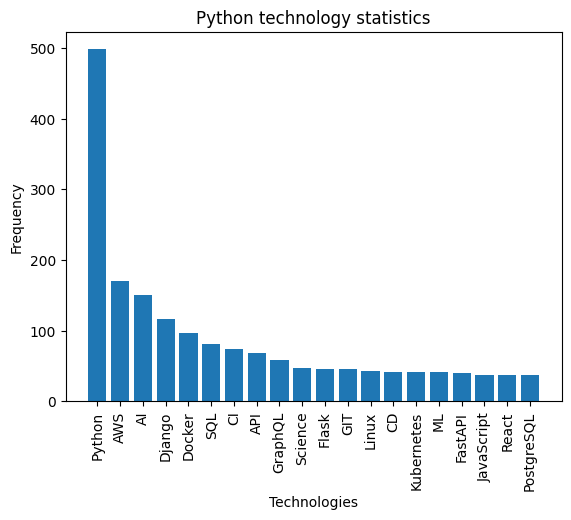 Python technology statistics
Frequency
500
400
300
200
100
0
Python
AWS
AI
Django
Docker
SQL
CI
API
GraphQL
Science
Flask
GIT
Linux
CD
Kubernetes
ML
FastAPI
JavaScript
React
PostgreSQL
Technologies